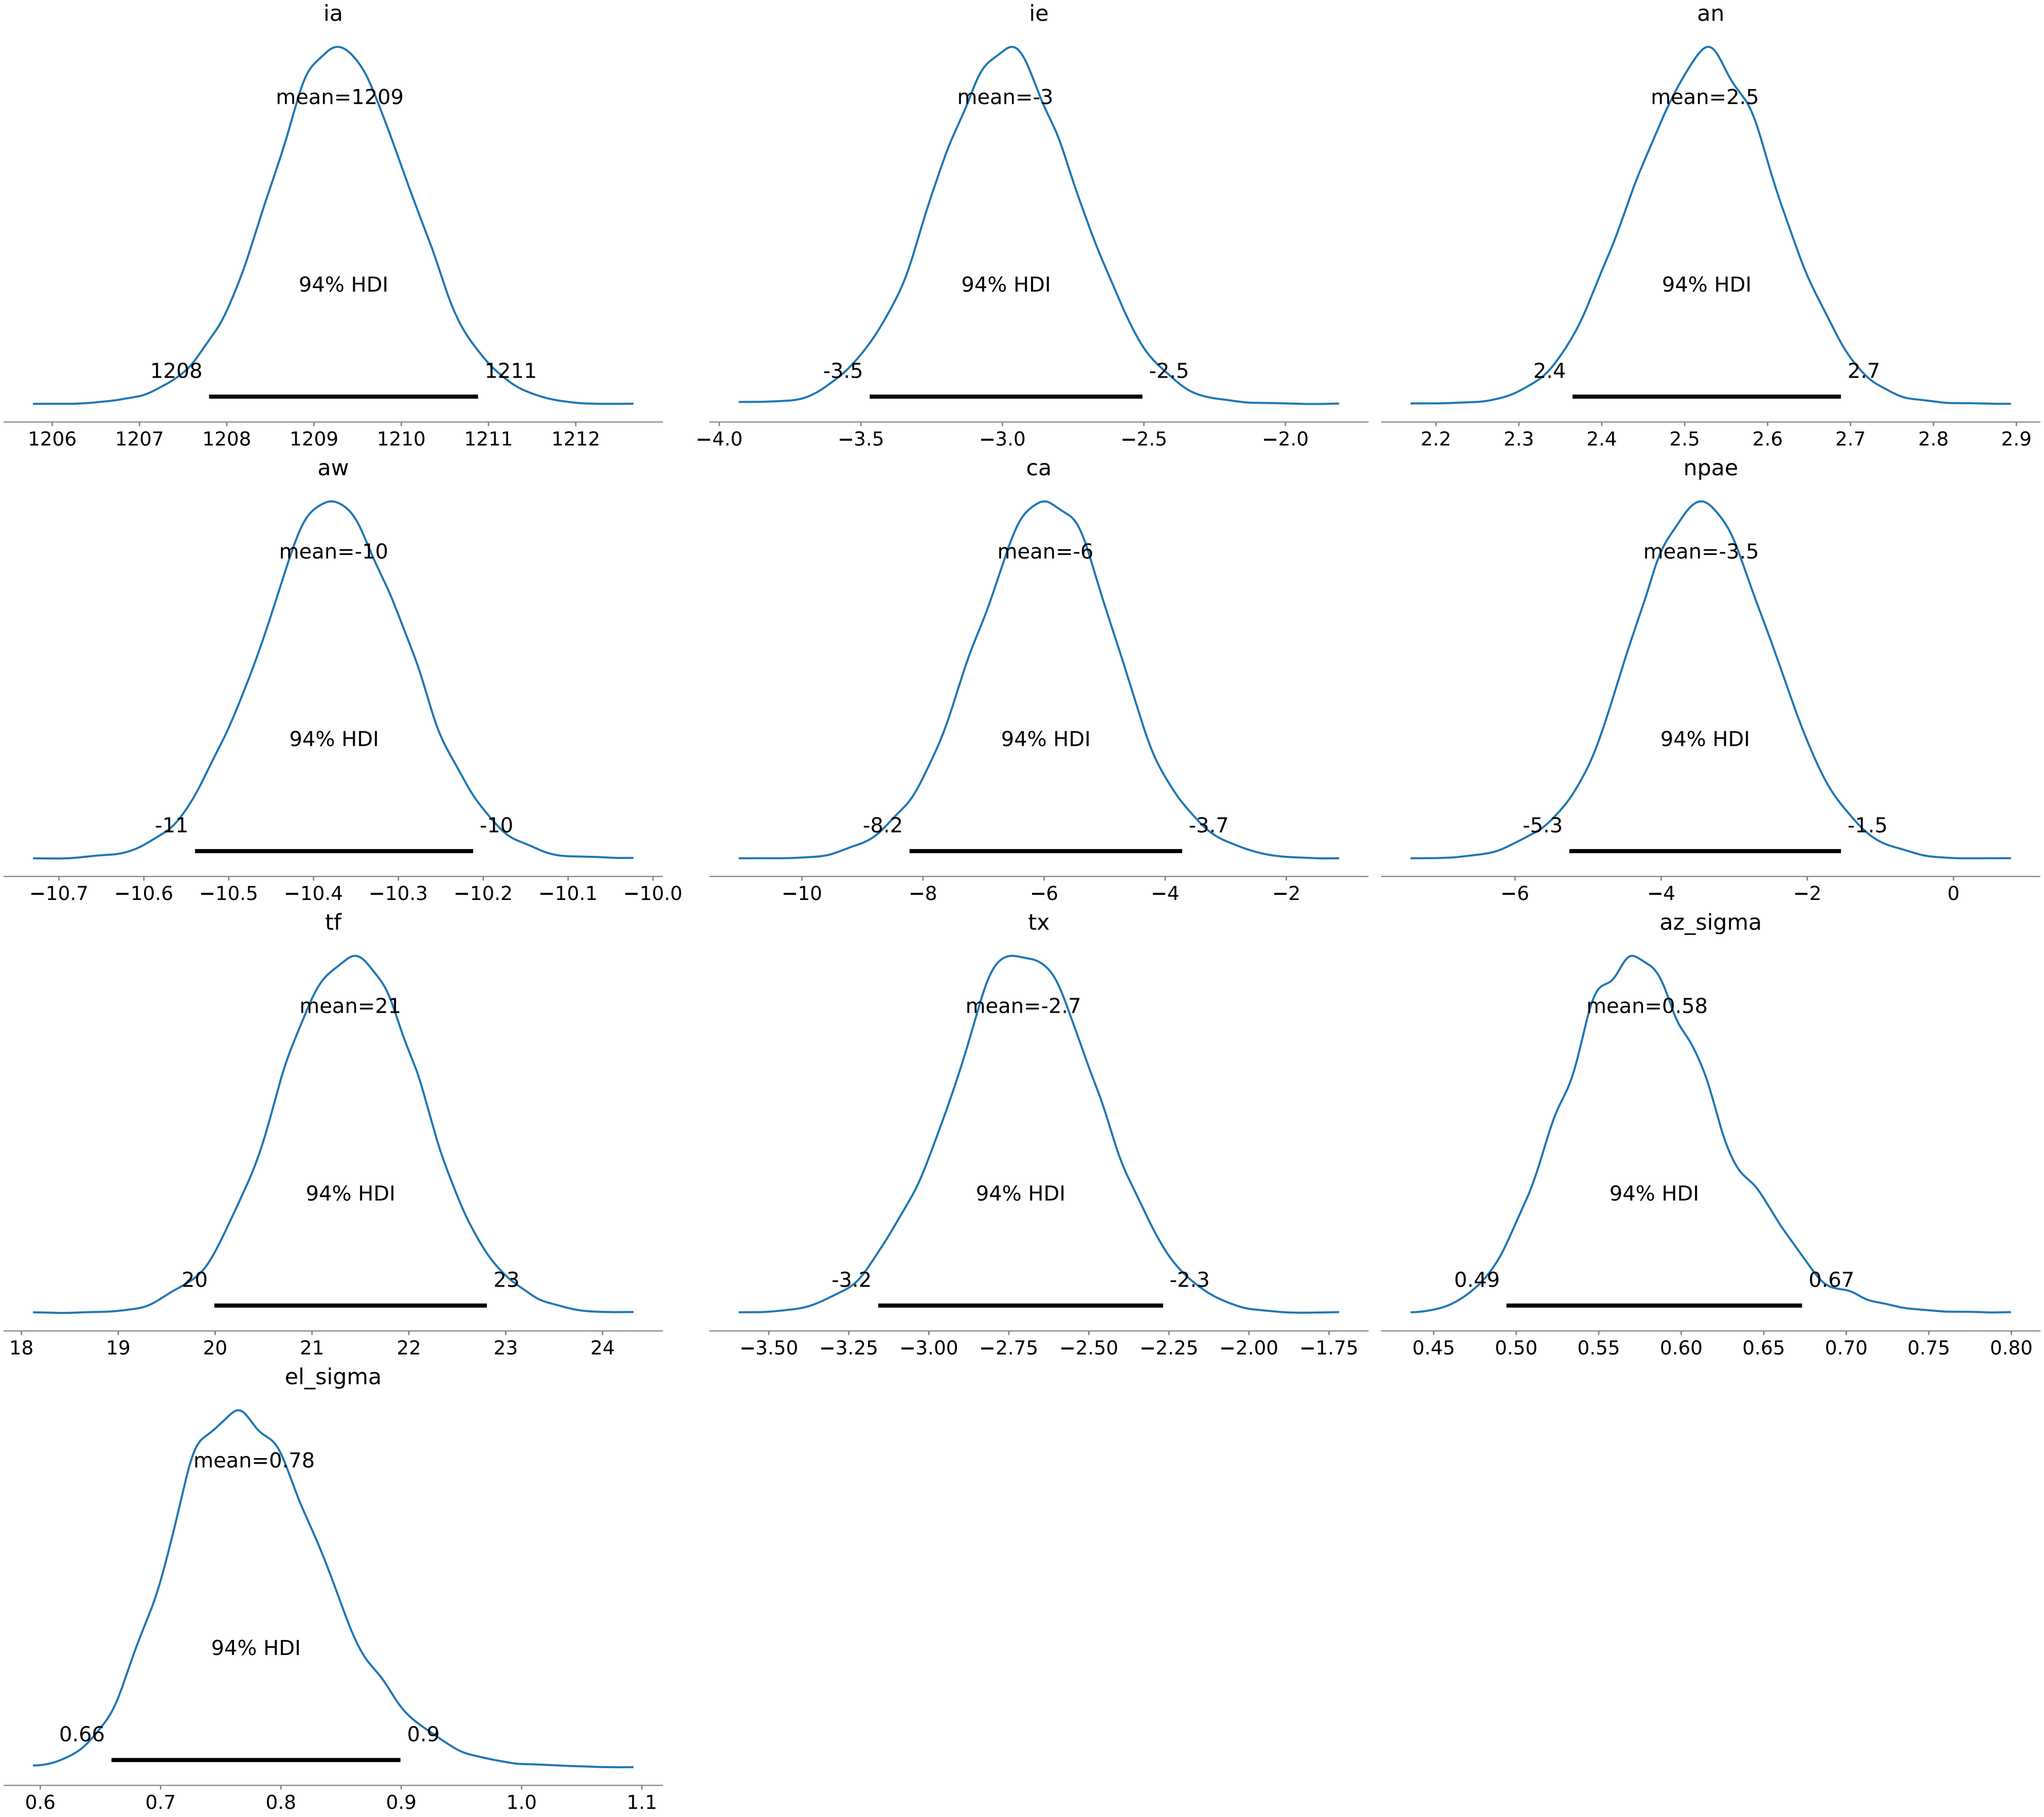 ia
mean=1209
94% HDI
1208 1211
1206 1207 1208 1209 1210 1211 1212
ie
mean=-3
94% HDI
-3.5 -2.5
−4.0 −3.5 −3.0 −2.5 −2.0
an
mean=2.5
94% HDI
2.4 2.7
2.2 2.3 2.4 2.5 2.6 2.7 2.8 2.9
aw
mean=-10
94% HDI
-11 -10
−10.7 −10.6 −10.5 −10.4 −10.3 −10.2 −10.1 −10.0
ca
mean=-6
94% HDI
-8.2 -3.7
−10 −8 −6 −4 −2
npae
mean=-3.5
94% HDI
-5.3 -1.5
−6 −4 −2 0
tf
mean=21
94% HDI
20 23
18 19 20 21 22 23 24
tx
mean=-2.7
94% HDI
-3.2 -2.3
−3.50 −3.25 −3.00 −2.75 −2.50 −2.25 −2.00 −1.75
az_sigma
mean=0.58
94% HDI
0.49 0.67
0.45 0.50 0.55 0.60 0.65 0.70 0.75 0.80
el_sigma
mean=0.78
94% HDI
0.66 0.9
0.6 0.7 0.8 0.9 1.0 1.1